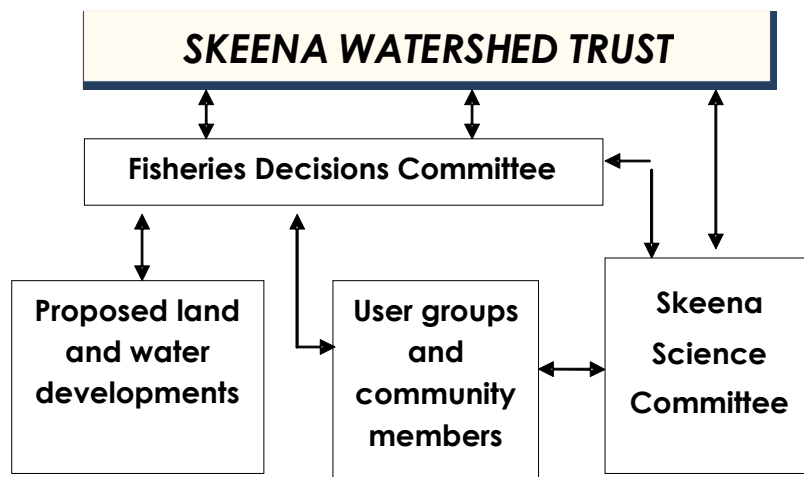 SKEENA WATERSHED TRUST
Fisheries Decisions Committee
Proposed land
and water
developments
User groups
and
community
members
Skeena
Science
Committee